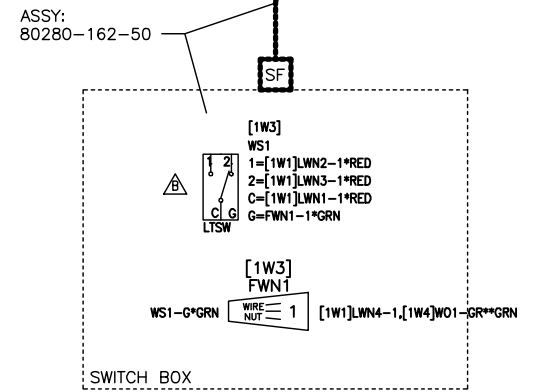 ASSY:
80280-162-50
SF
[1W3]
WS1
1=[1W1]LWN2-1*RED
2=[1W1]LWN3-1*RED
C=[1W1]LWN1-1*RED
G=FWN1-1*GRN
1 2
B
C G
LTSW
[1W3]
FWN1
WS1-G*GRN
WIRE
NUT
1
[1W1]LWN4-1,[1W4]WO1-GR**GRN
SWITCH BOX